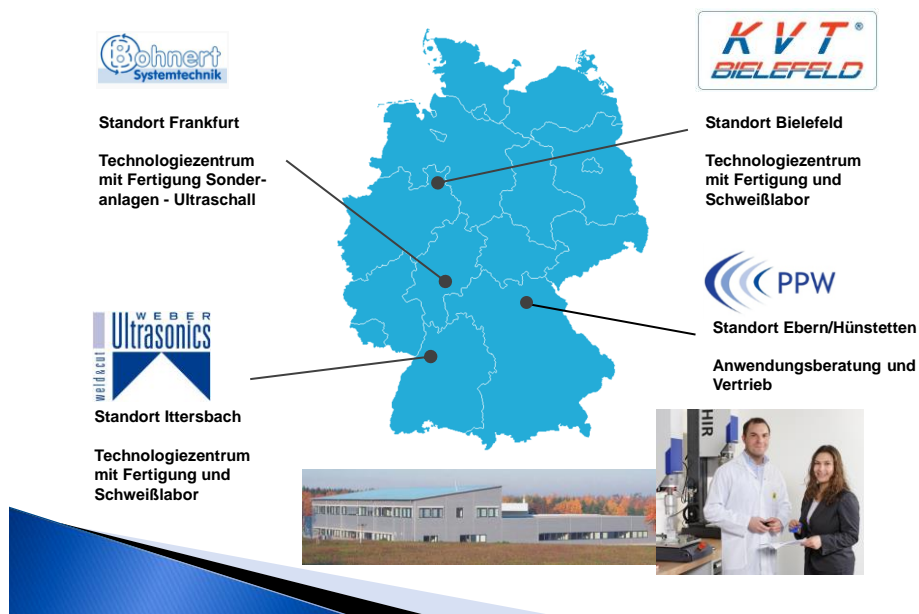 Bohnert
Systemtechnik
Standort Frankfurt
Technologiezentrum
mit Fertigung Sonder-
anlagen - Ultraschall
KVT®
BIELEFELD
Standort Bielefeld
Technologiezentrum
mit Fertigung und
Schweißlabor
PPW
Standort Ebern/Hünstetten
Anwendungsberatung und
Vertrieb
WEBER
Ultrasonics
weld & cut
Standort Ittersbach
Technologiezentrum
mit Fertigung und
Schweißlabor
HIR